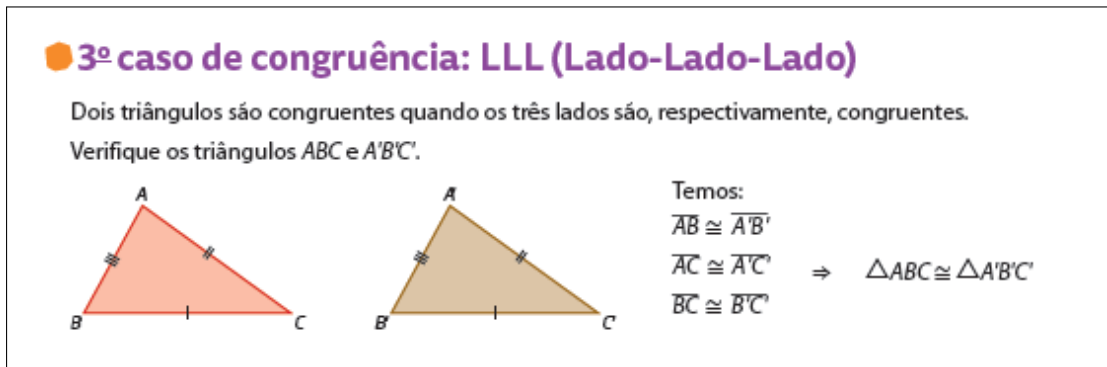 3º caso de congruência: LLL (Lado-Lado-Lado)
Dois triângulos são congruentes quando os três lados são, respectivamente, congruentes.
Verifique os triângulos ABC e A'B'C'.
A
B
C
A'
B'
C'
Temos:
AB ≅ A'B'
AC ≅ A'C' ⇒ △ABC ≅ △A'B'C'
BC ≅ B'C'